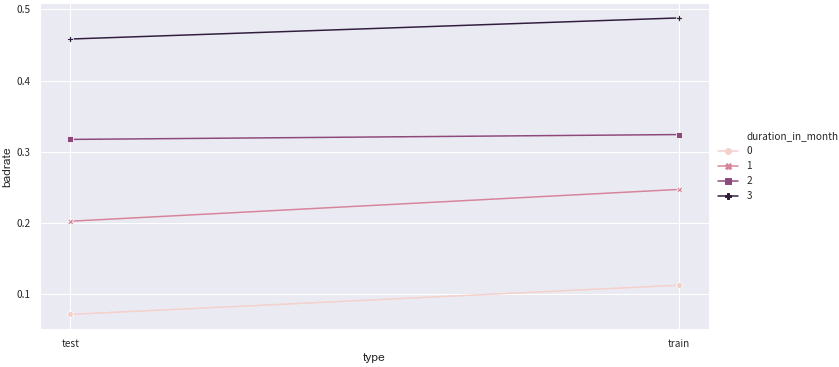 0.5
0.4
0.3
0.2
0.1
badrate
test
train
type
duration_in_month
0
1
2
3